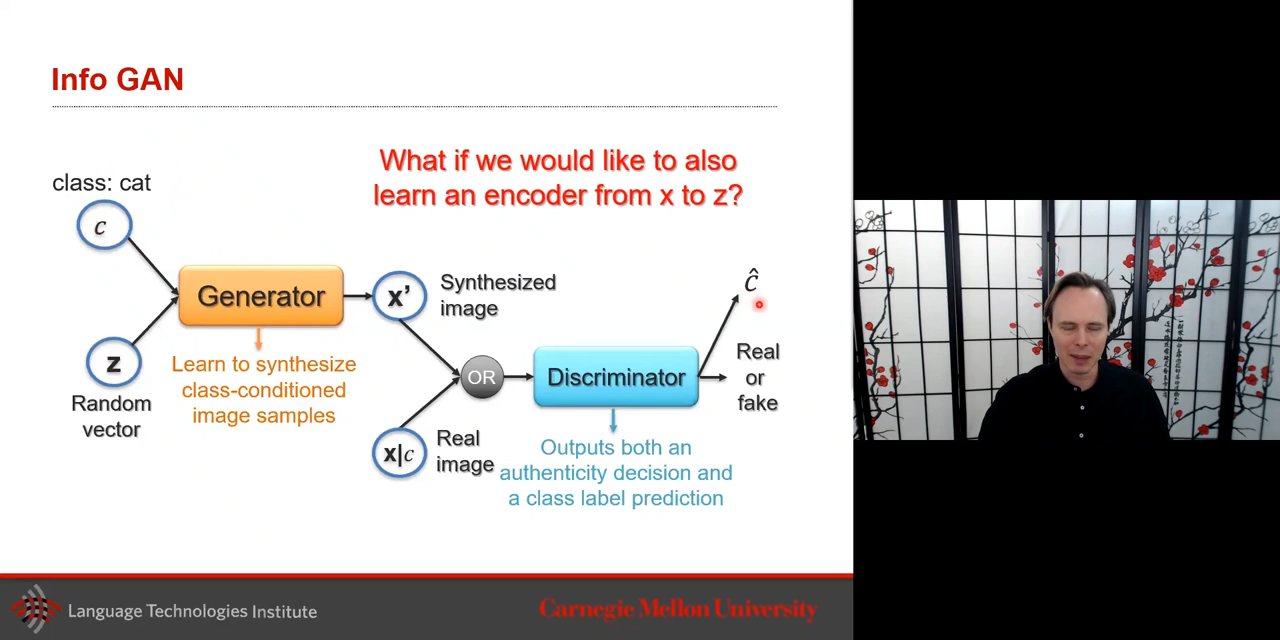 Info GAN
What if we would like to also
learn an encoder from x to z?
class: cat
c
Generator
z
Random
vector
Learn to synthesize
class-conditioned
image samples
x'
Synthesized
image
OR
x|c
Real
image
Discriminator
Outputs both an
authenticity decision and
a class label prediction
ĉ
Real
or
fake
Language Technologies Institute
Carnegie Mellon University